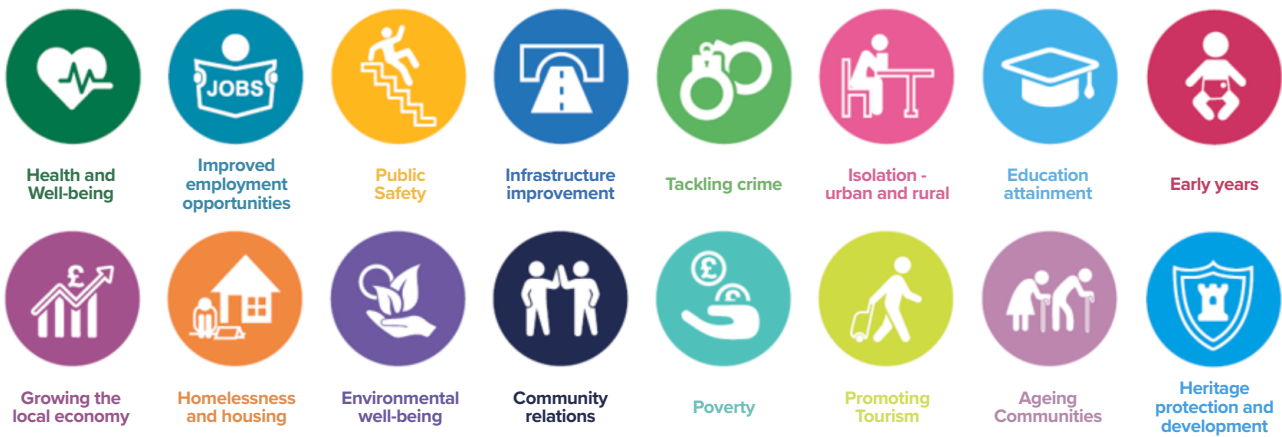 JOBS
Health and
Well-being
Improved
employment
opportunities
Public
Safety
Infrastructure
improvement
Tackling crime
Isolation -
urban and rural
Education
attainment
Early years
£
£
£
Growing the
local economy
Homelessness
and housing
Environmental
well-being
Community
relations
Poverty
Promoting
Tourism
Ageing
Communities
Heritage
protection and
development